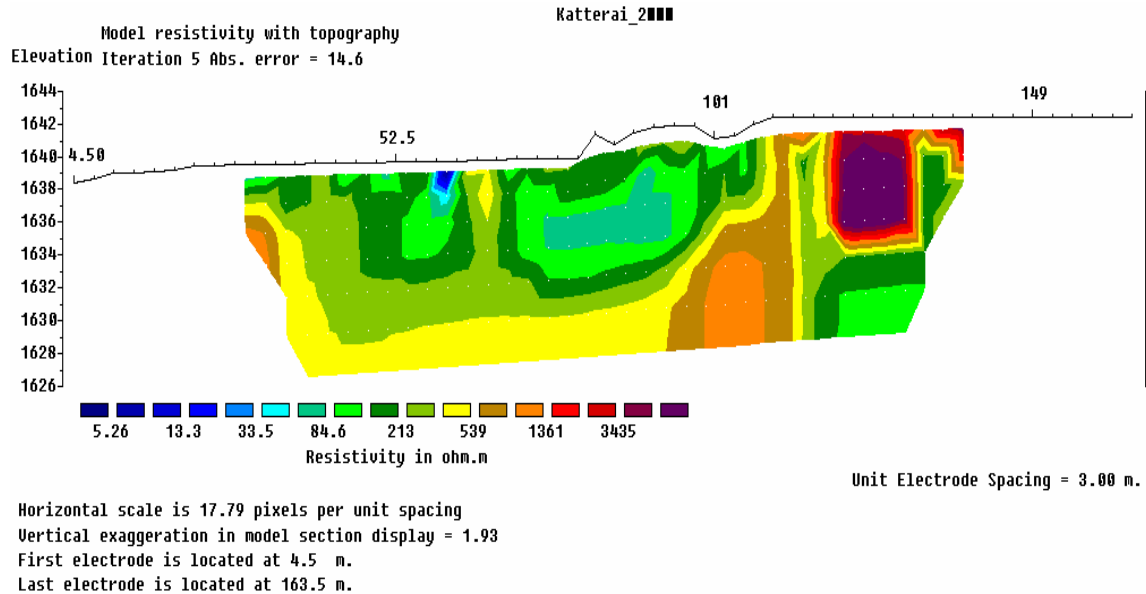 Katterai_2■■■
Model resistivity with topography
Elevation Iteration 5 Abs. error = 14.6
1644
149
101
1642
52.5
1640
4.50
1638
1636
1634
1632
1630
1628
1626
5.26 13.3 33.5 84.6 213 539 1361 3435
Resistivity in ohm.m
Unit Electrode Spacing = 3.00 m.
Horizontal scale is 17.79 pixels per unit spacing
Vertical exaggeration in model section display = 1.93
First electrode is located at 4.5 m.
Last electrode is located at 163.5 m.